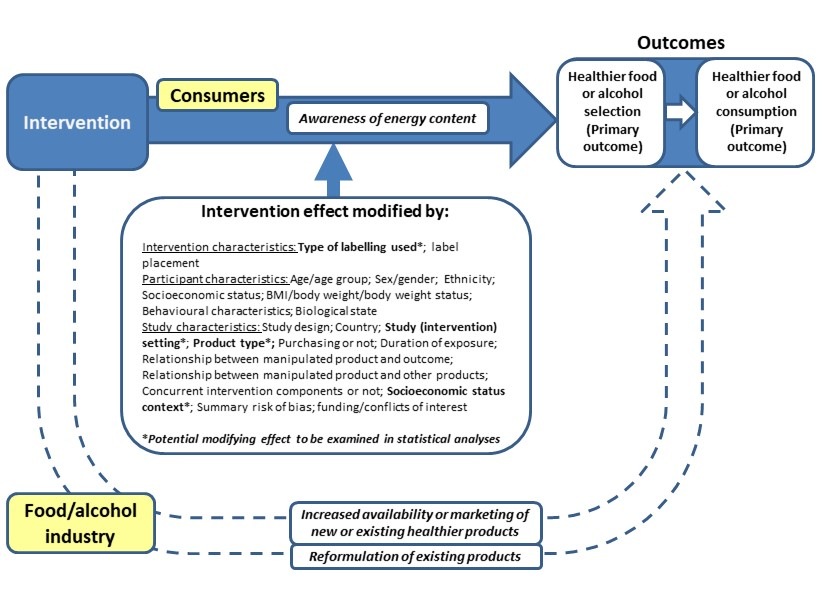 Outcomes
Intervention
Consumers
Awareness of energy content
Healthier food
or alcohol
selection
(Primary
outcome)
Healthier food
or alcohol
consumption
(Primary
outcome)
Intervention effect modified by:
Intervention characteristics: Type of labelling used*; label
placement
Participant characteristics: Age/age group; Sex/gender; Ethnicity;
Socioeconomic status; BMI/body weight/body weight status;
Behavioural characteristics; Biological state
Study characteristics: Study design; Country; Study (intervention)
setting*; Product type*; Purchasing or not; Duration of exposure;
Relationship between manipulated product and outcome;
Relationship between manipulated product and other products;
Concurrent intervention components or not; Socioeconomic status
context*; Summary risk of bias; funding/conflicts of interest
*Potential modifying effect to be examined in statistical analyses
Food/alcohol
industry
Increased availability or marketing of
new or existing healthier products
Reformulation of existing products